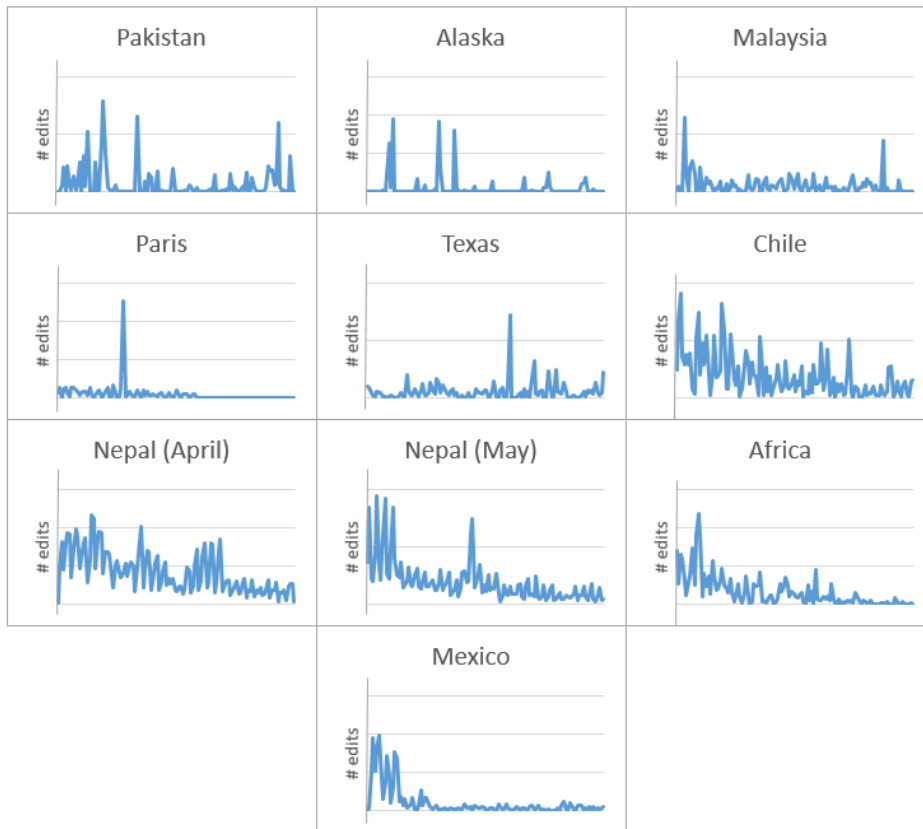 Pakistan
# edits
Alaska
# edits
Malaysia
# edits
Paris
# edits
Texas
# edits
Chile
# edits
Nepal (April)
# edits
Nepal (May)
# edits
Africa
# edits
Mexico
# edits